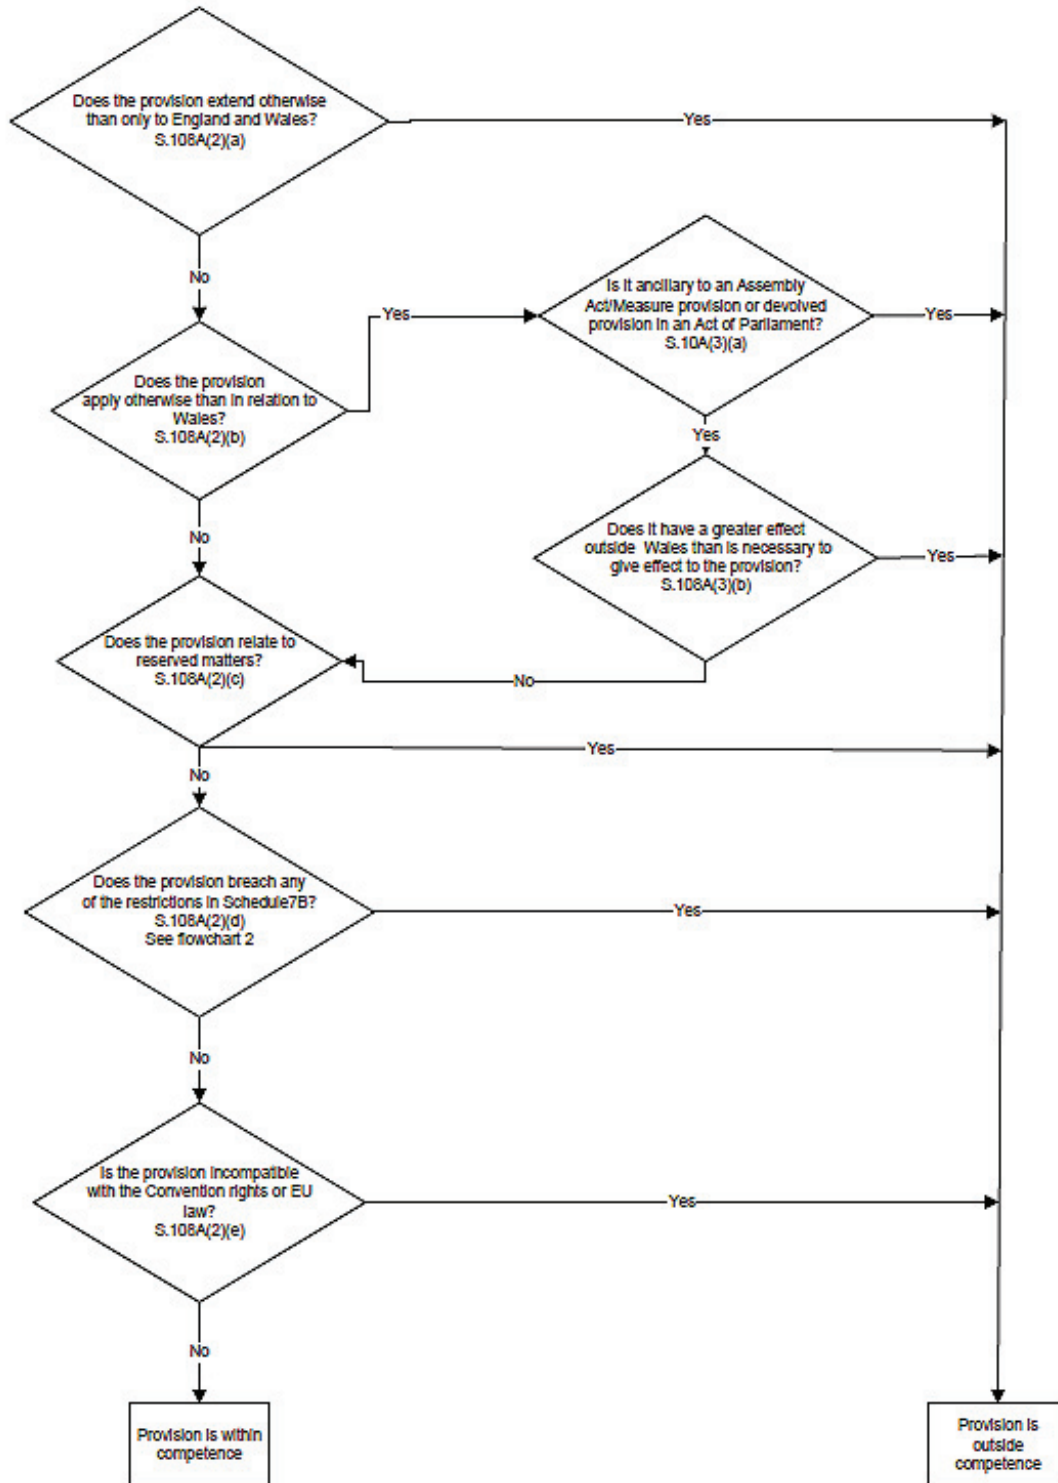 Does the provision extend otherwise
than only to England and Wales?
S.108A(2)(a)
Yes
No
Is it ancillary to an Assembly
Act/Measure provision or devolved
provision in an Act of Parliament?
S.10A(3)(a)
Yes
Yes
Does the provision
apply otherwise than in relation to
Wales?
S.108A(2)(b)
Yes
No
Does it have a greater effect
outside Wales than is necessary to
give effect to the provision?
S.108A(3)(b)
Yes
No
Does the provision relate to
reserved matters?
S.108A(2)(c)
Yes
No
Does the provision breach any
of the restrictions in Schedule7B?
S.108A(2)(d)
See flowchart 2
Yes
No
Is the provision incompatible
with the Convention rights or EU
law?
S.108A(2)(e)
Yes
No
Provision is within
competence
Provision is
outside
competence